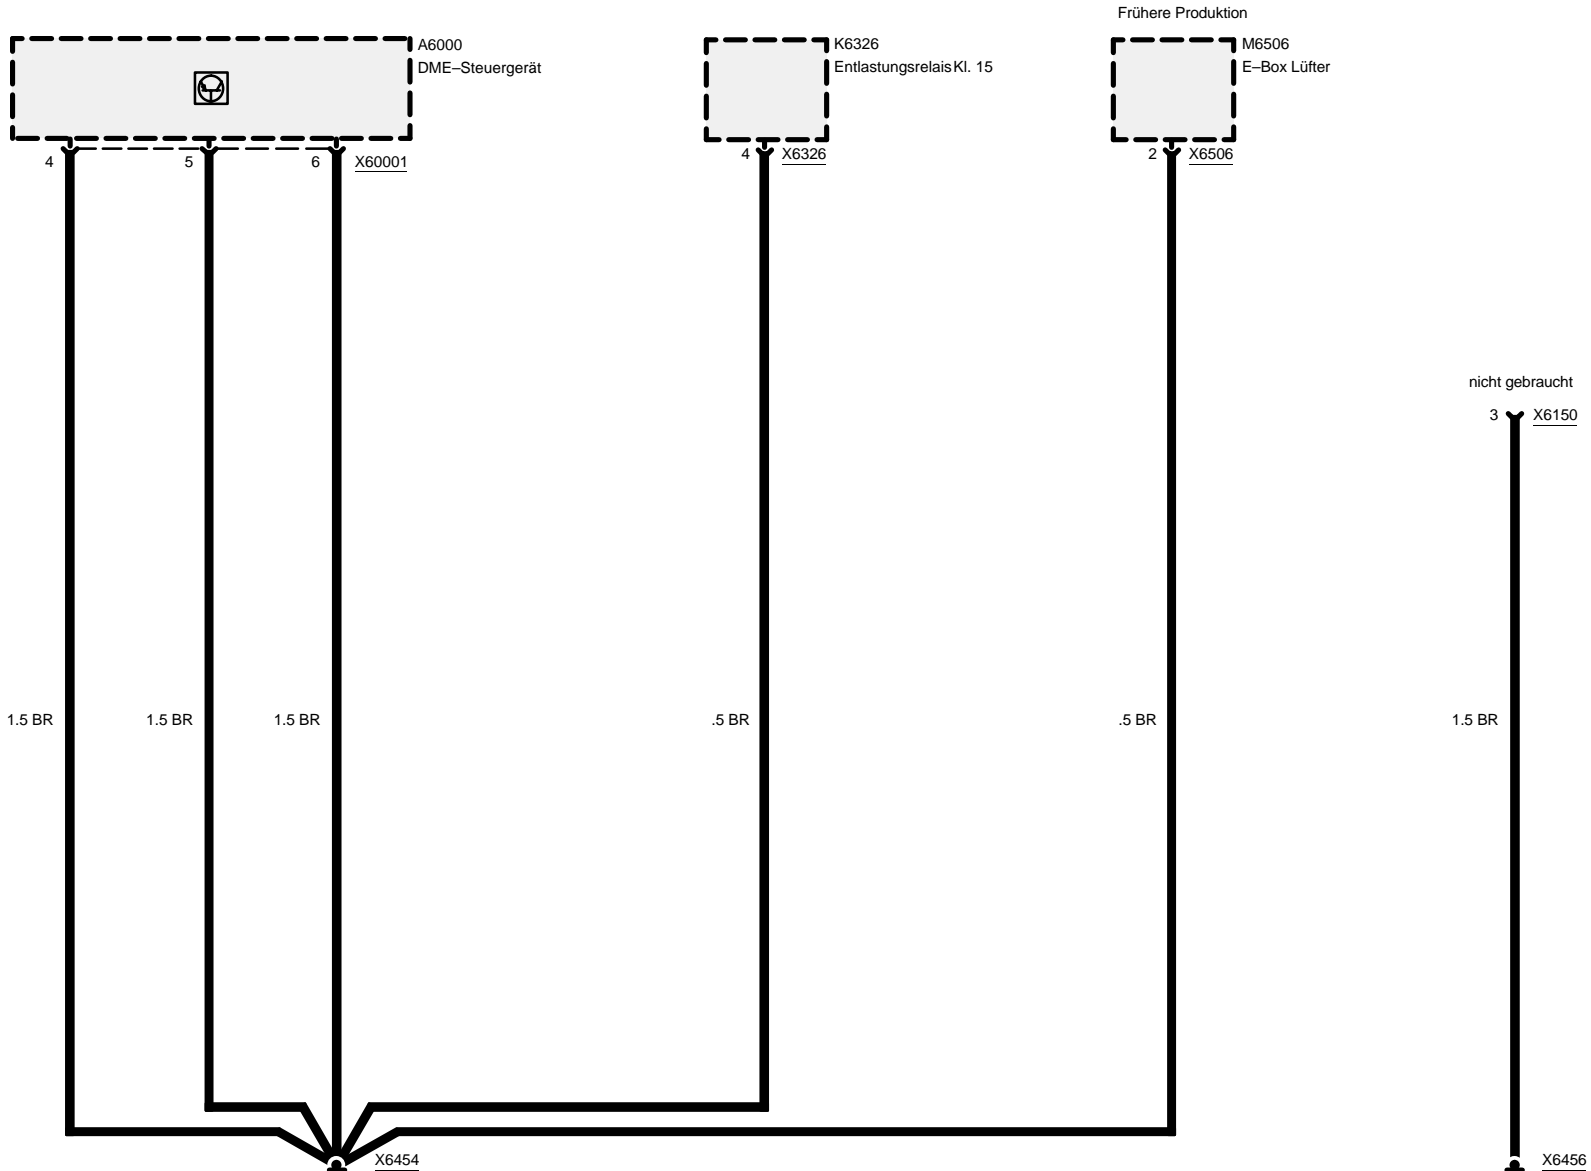 Frühere Produktion
A6000
DME–Steuergerät
K6326
Entlastungsrelais Kl. 15
M6506
E–Box Lüfter
4
5
6
X60001
4
X6326
2
X6506
nicht gebraucht
3
X6150
1.5 BR
1.5 BR
1.5 BR
.5 BR
.5 BR
1.5 BR
X6454
X6456